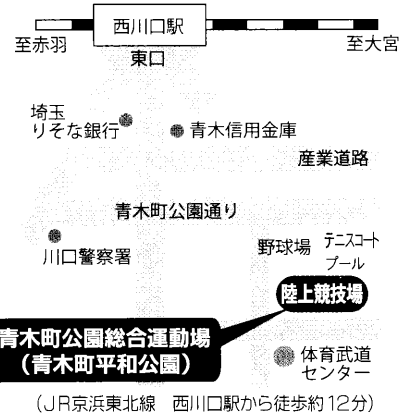 西川口駅
至赤羽
至大宮
東口
埼玉
りそな銀行
青木信用金庫
産業道路
青木町公園通り
川口警察署
野球場
テニスコート
プール
陸上競技場
青木町公園総合運動場
(青木町平和公園)
体育武道
センター
(JR京浜東北線 西川口駅から徒歩約12分)